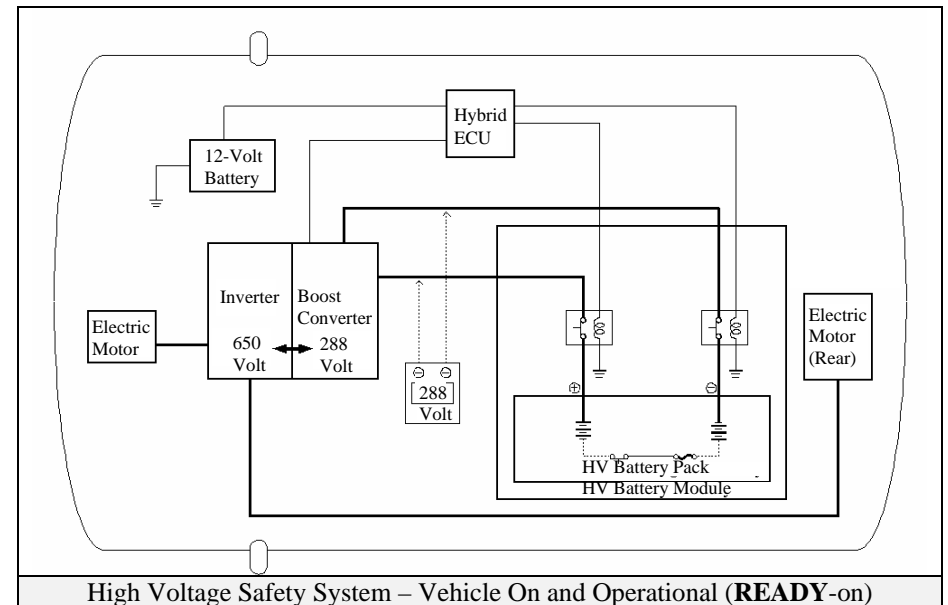 Hybrid
ECU
12-Volt
Battery
Inverter
650
Volt
Boost
Converter
288
Volt
Electric
Motor
288
Volt
Electric
Motor
(Rear)
HV Battery Pack
HV Battery Module
High Voltage Safety System – Vehicle On and Operational (READY-on)